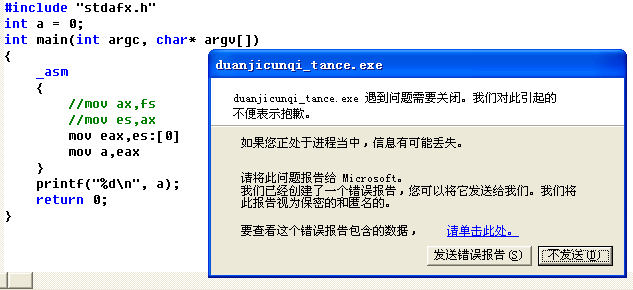 #include "stdafx.h"
int a = 0;
int main(int argc, char* argv[])
{
_asm
{
//mov ax,fs
//mov es,ax
mov eax,es:[0]
mov a,eax
}
printf("%d\n", a);
return 0;
}
duanjicunqi_tance.exe
duanjicunqi_tance.exe 遇到问题需要关闭。我们对此引起的
不便表示抱歉。
如果您正处于进程当中，信息有可能丢失。
请将此问题报告给 Microsoft。
我们已经创建了一个错误报告，您可以将它发送给我们。我们将
此报告视为保密的和匿名的。
要查看这个错误报告包含的数据， 请单击此处。
发送错误报告(S) 不发送(D)